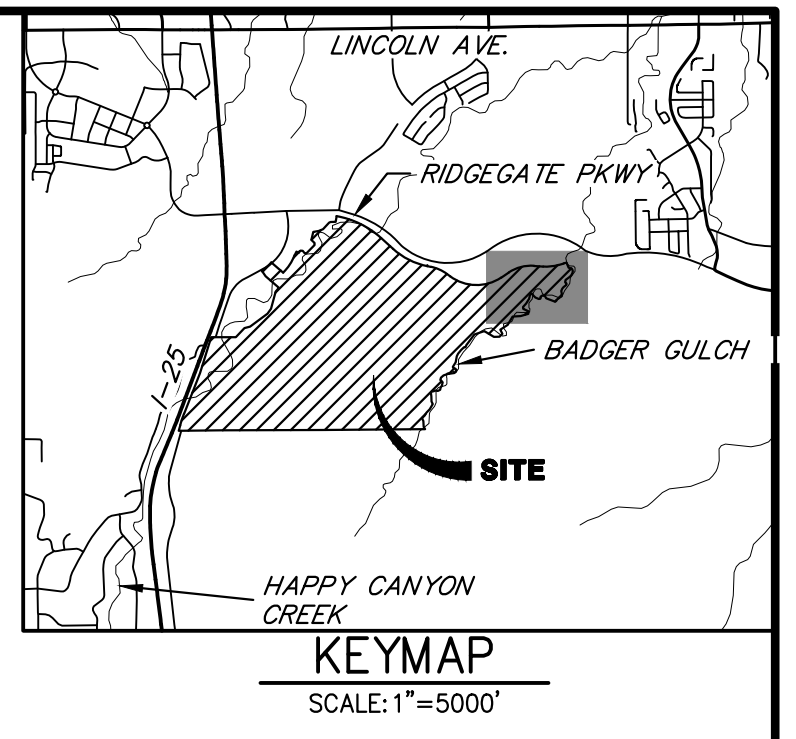 LINCOLN AVE.
RIDGEGATE PKWY
I-25
BADGER GULCH
SITE
HAPPY CANYON
CREEK
KEYMAP
SCALE: 1"=5000'